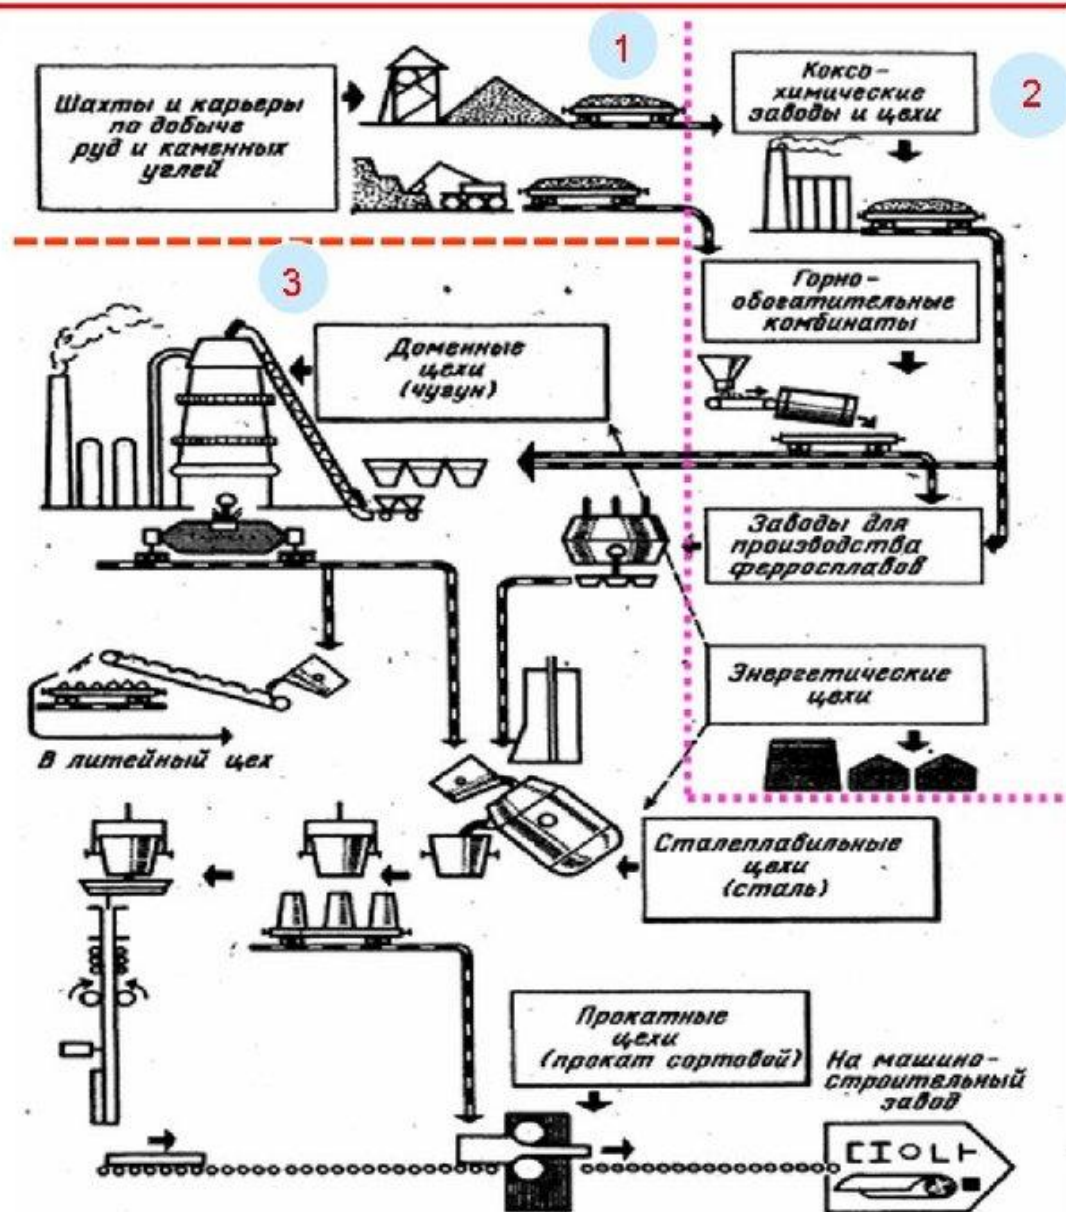 1
Шахты и карьеры
по добыче
руд и каменных
углей
2
Коксо-
химические
заводы и цехи
Горно-
обогатительные
комбинаты
3
Доменные
цехи
(чугун)
Заводы для
производства
ферросплавов
Энергетические
цехи
В литейный цех
Сталеплавильные
цехи
(сталь)
Прокатные
цехи
(прокат сортовой)
На машино-
строительный
завод